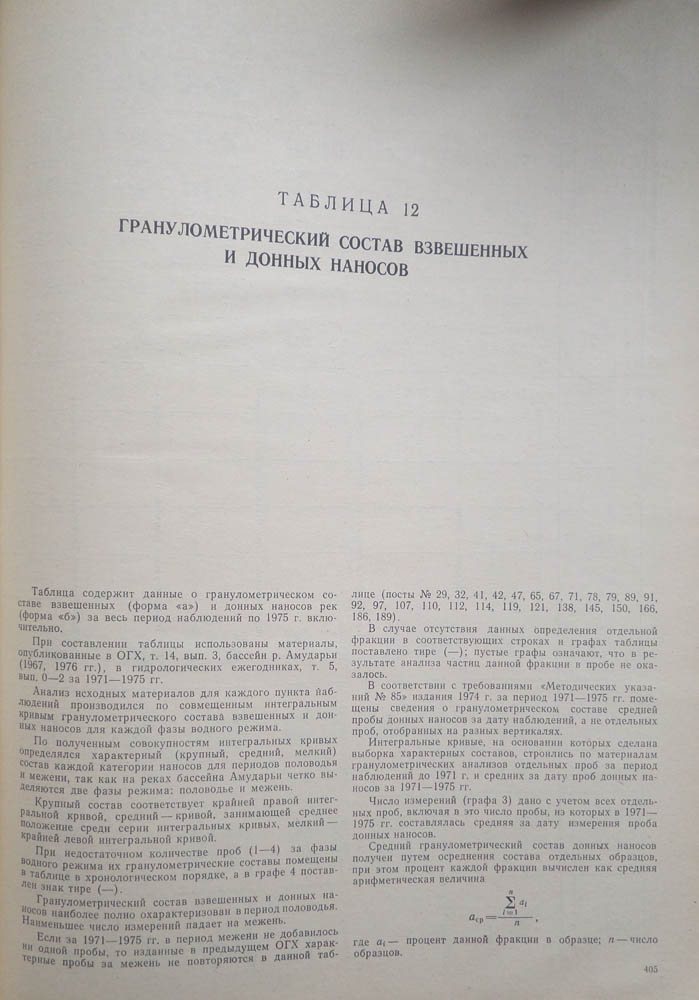 ТАБЛИЦА 12
ГРАНУЛОМЕТРИЧЕСКИЙ СОСТАВ ВЗВЕШЕННЫХ
И ДОННЫХ НАНОСОВ
Таблица содержит данные о гранулометрическом со-
ставе взвешенных (форма «а») и донных наносов рек
(форма «б») за весь период наблюдений по 1975 г. вклю-
чительно.
При составлении таблицы использованы материалы,
опубликованные в ОГХ, т. 14, вып. 3, бассейн р. Амударьи
(1967, 1976 гг.), в гидрологических ежегодниках, т. 5,
вып. 0—2 за 1971—1975 гг.
Анализ исходных материалов для каждого пункта наб-
людений производился по совмещенным интегральным
кривым гранулометрического состава взвешенных и дон-
ных наносов для каждой фазы водного режима.
По полученным совокупностям интегральных кривых
определялся характерный (крупный, средний, мелкий)
состав каждой категории наносов для периодов половодья
и межени, так как на реках бассейна Амударьи четко вы-
деляются две фазы режима: половодье и межень.
Крупный состав соответствует крайней правой интег-
ральной кривой, средний — кривой, занимающей среднее
положение среди серии интегральных кривых, мелкий —
крайней левой интегральной кривой.
При недостаточном количестве проб (1—4) за фазы
водного режима их гранулометрические составы помещены
в таблице в хронологическом порядке, а в графе 4 постав-
лен знак тире (—).
Гранулометрический состав взвешенных и донных на-
носов наиболее полно охарактеризован в период половодья.
Наименьшее число измерений падает на межень.
Если за 1971—1975 гг. в период межени не добавилось
ни одной пробы, то изданные в предыдущем ОГХ харак-
терные пробы за межень не повторяются в данной таб-
лице (посты № 29, 32, 41, 42, 47, 65, 67, 71, 78, 79, 89, 91,
92, 97, 107, 110, 112, 114, 119, 121, 138, 145, 150, 166,
186, 189).
В случае отсутствия данных определения отдельной
фракции в соответствующих строках и графах таблицы
поставлено тире (—); пустые графы означают, что в ре-
зультате анализа частиц данной фракции в пробе не ока-
залось.
В соответствии с требованиями «Методических указа-
ний № 85» издания 1974 г. за период 1971—1975 гг. поме-
щены сведения о гранулометрическом составе средней
пробы донных наносов за дату наблюдений, а не отдельных
проб, отобранных на разных вертикалях.
Интегральные кривые, на основании которых сделана
выборка характерных составов, строились по материалам
гранулометрических анализов отдельных проб за период
наблюдений до 1971 г. и средних за дату проб донных на-
носов за 1971—1975 гг.
Число измерений (графа 3) дано с учетом всех отдель-
ных проб, включая в это число пробы, из которых в 1971—
1975 гг. составлялась средняя за дату измерения проба
донных наносов.
Средний гранулометрический состав донных наносов
получен путем осреднения состава отдельных образцов,
при этом процент каждой фракции вычислен как средняя
арифметическая величина
n
∑ aᵢ
i=1
aср = ——— ,
n
где aᵢ — процент данной фракции в образце; n — число
образцов.
405